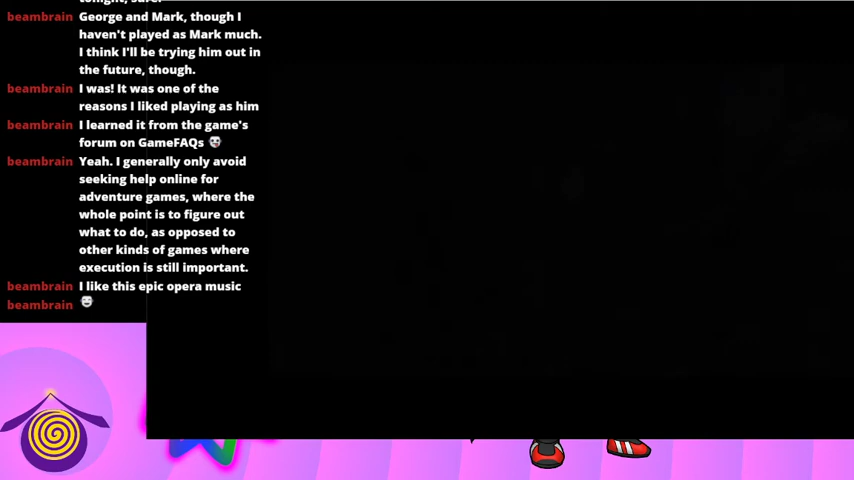 tonight, sure!
beambrain George and Mark, though I
haven't played as Mark much.
I think I'll be trying him out in
the future, though.
beambrain I was! It was one of the
reasons I liked playing as him
beambrain I learned it from the game's
forum on GameFAQs
beambrain Yeah. I generally only avoid
seeking help online for
adventure games, where the
whole point is to figure out
what to do, as opposed to
other kinds of games where
execution is still important.
beambrain I like this epic opera music
beambrain